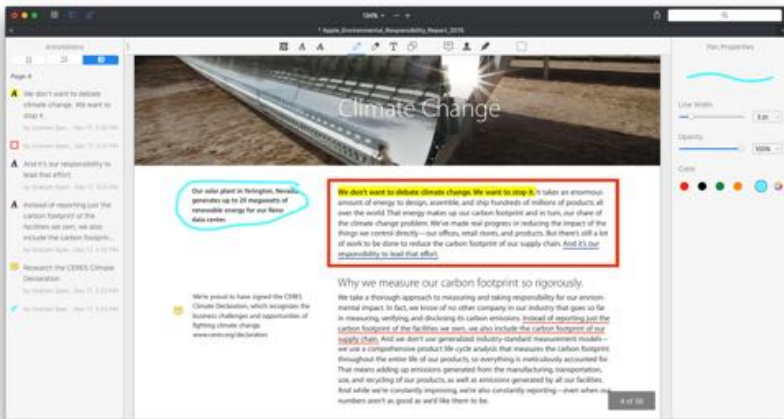 134%
Apple_Environmental_Responsibility_Report_2015
Annotations
Pen Properties
Page 4
We don't want to debate
climate change. We want to
stop it.
And it's our responsibility to
lead that effort.
Instead of reporting just the
carbon footprint of the
facilities we own, we also
include the carbon footprin...
Research the CERES Climate
Declaration
Climate Change
Our solar plant in Yerington, Nevada
generates up to 20 megawatts of
renewable energy for our Reno
data center.
We don't want to debate climate change. We want to stop it. It takes an enormous
amount of energy to design, assemble, and ship hundreds of millions of products all
over the world. That energy makes up our carbon footprint and in turn, our share of
the climate change problem. We've made real progress in reducing the impact of the
things we control directly—our offices, retail stores, and products. But there's still a lot
of work to be done to reduce the carbon footprint of our supply chain. And it's our
responsibility to lead that effort.
Why we measure our carbon footprint so rigorously.
We take a thorough approach to measuring and taking responsibility for our environ-
mental impact. In fact, we know of no other company in our industry that goes so far
in measuring, verifying, and disclosing its carbon emissions. Instead of reporting just the
carbon footprint of the facilities we own, we also include the carbon footprint of our
supply chain. And we don't use generalized industry-standard measurement models—
we use a comprehensive product life cycle analysis that measures the carbon footprint
throughout the entire life of our products, so everything is meticulously accounted for.
That means adding up emissions generated from the manufacturing, transportation,
use, and recycling of our products, as well as emissions generated by all our facilities.
And while we're constantly improving, we're also constantly reporting—even when our
numbers aren't as good as we'd like them to be.
We're proud to have signed the CERES
Climate Declaration, which recognizes the
business challenges and opportunities of
fighting climate change.
www.ceres.org/declaration
4 of 36
Line Width
3 pt
Opacity
100%
Color